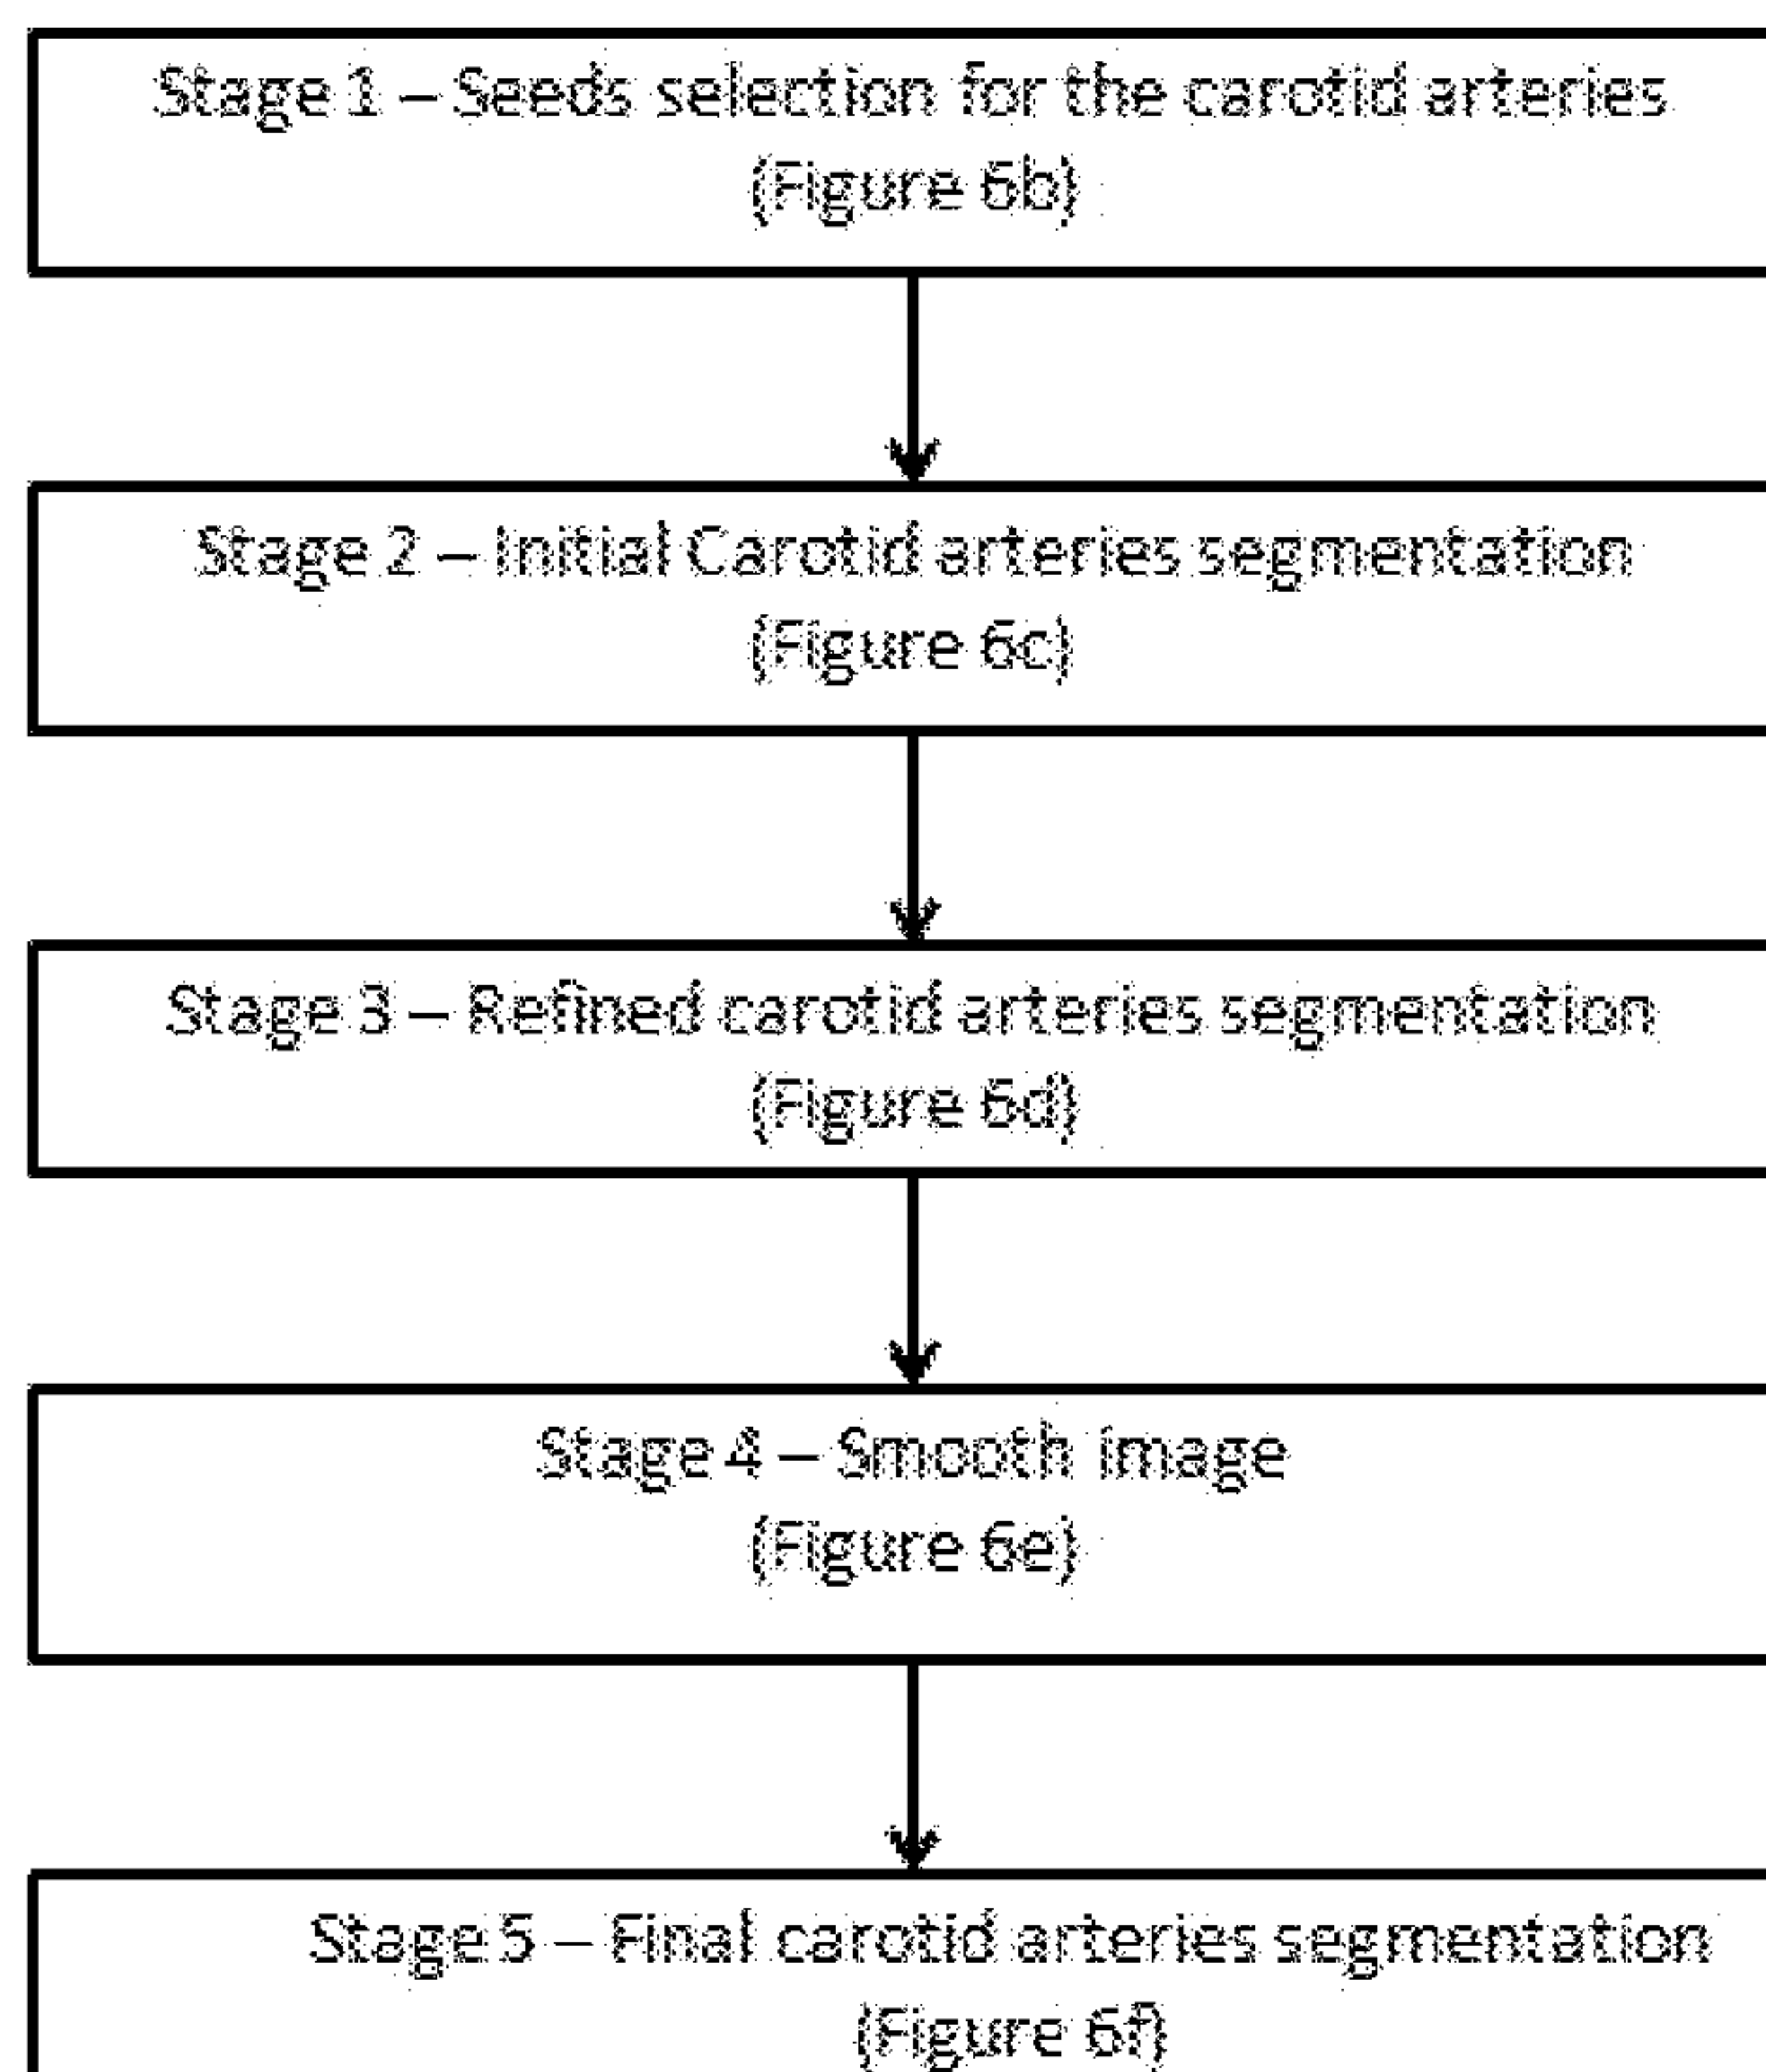 Stage 1 – Seeds selection for the carotid arteries
(Figure 6b)
Stage 2 – Initial Carotid arteries segmentation
(Figure 6c)
Stage 3 – Refined carotid arteries segmentation
(Figure 6d)
Stage 4 – Smooth image
(Figure 6e)
Stage 5 – Final carotid arteries segmentation
(Figure 6f)